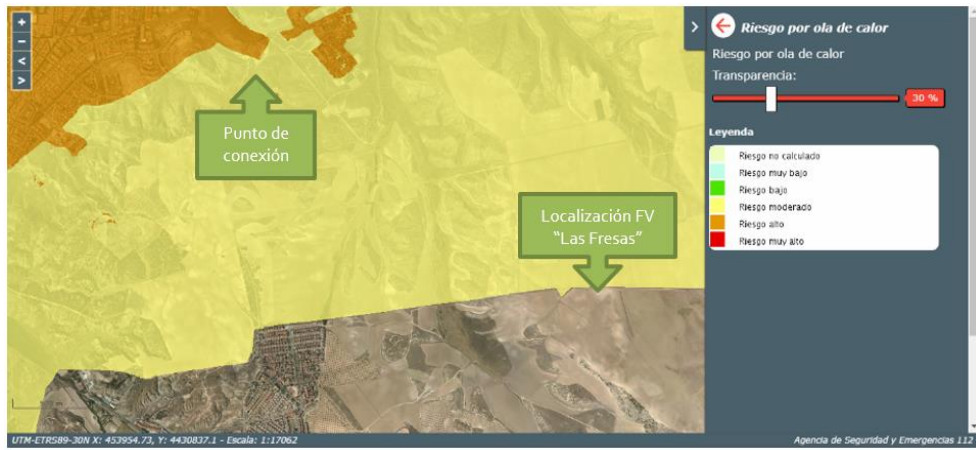 +
−
<
>
Punto de
conexión
Localización FV
“Las Fresas”
>
Riesgo por ola de calor
Riesgo por ola de calor
Transparencia:
30 %
Leyenda
Riesgo no calculado
Riesgo muy bajo
Riesgo bajo
Riesgo moderado
Riesgo alto
Riesgo muy alto
UTM-ETRS89-30N X: 453954.73, Y: 4430837.1 - Escala: 1:17062
Agencia de Seguridad y Emergencias 112